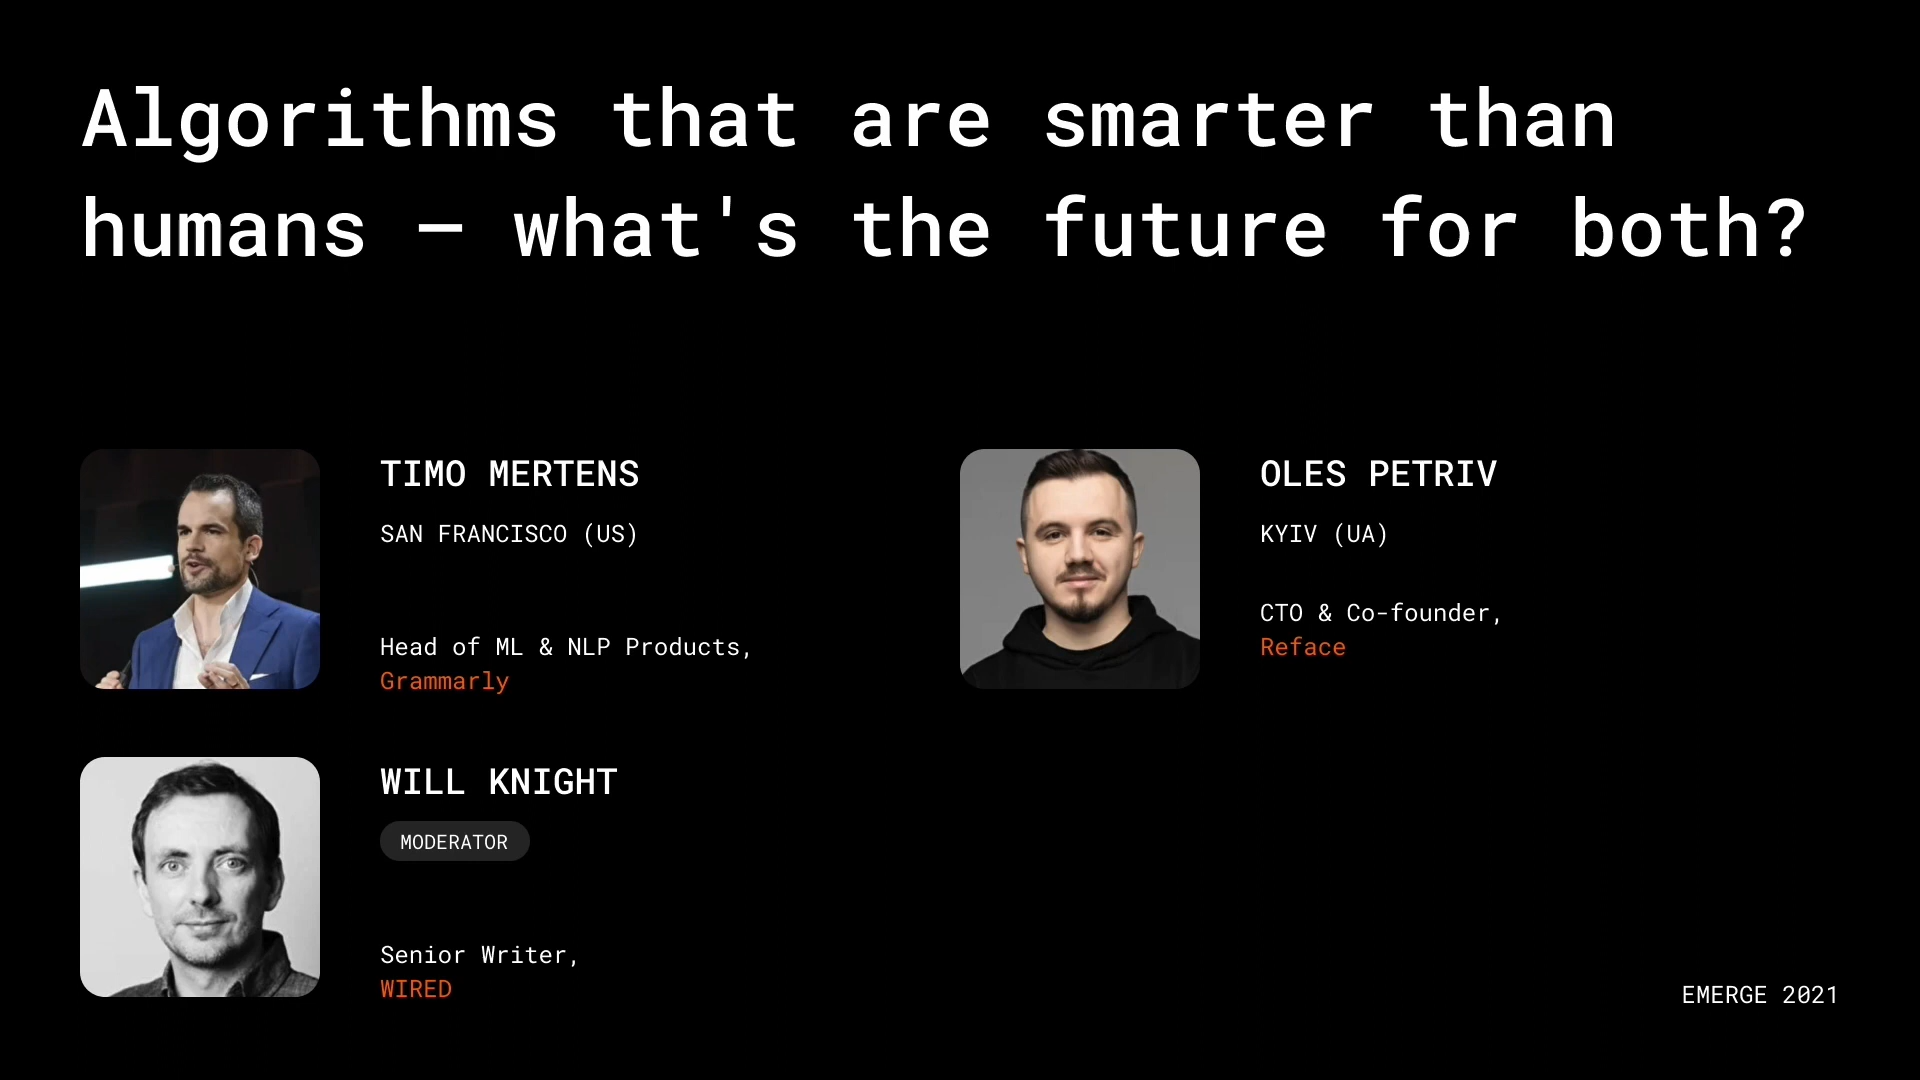 Algorithms that are smarter than
humans — what's the future for both?
TIMO MERTENS
SAN FRANCISCO (US)
Head of ML & NLP Products,
Grammarly
OLES PETRIV
KYIV (UA)
CTO & Co-founder,
Reface
WILL KNIGHT
MODERATOR
Senior Writer,
WIRED
EMERGE 2021